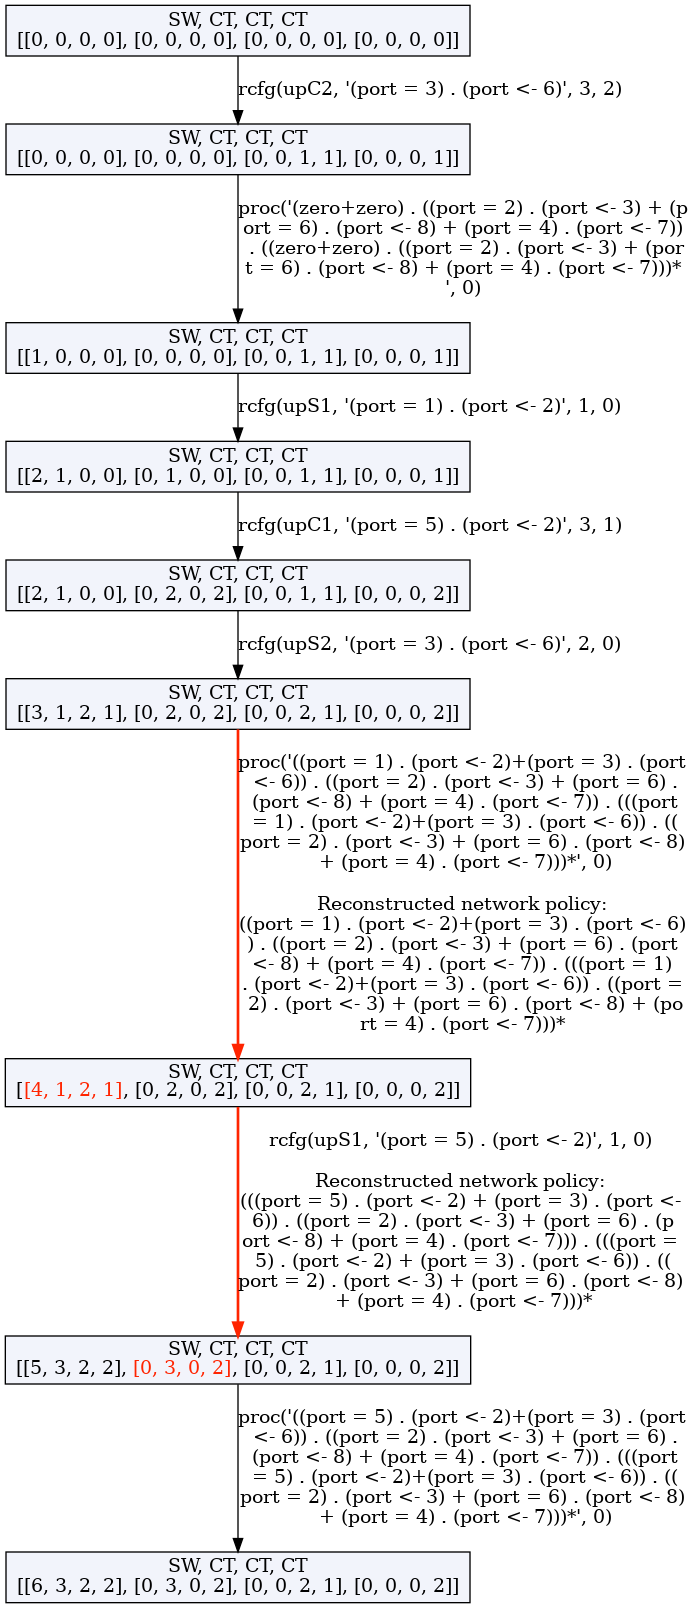 SW, CT, CT, CT
[[0, 0, 0, 0], [0, 0, 0, 0], [0, 0, 0, 0], [0, 0, 0, 0]]
rcfg(upC2, '(port = 3) . (port <- 6)', 3, 2)
SW, CT, CT, CT
[[0, 0, 0, 0], [0, 0, 0, 0], [0, 0, 1, 1], [0, 0, 0, 1]]
proc('(zero+zero) . ((port = 2) . (port <- 3) + (p
ort = 6) . (port <- 8) + (port = 4) . (port <- 7))
. ((zero+zero) . ((port = 2) . (port <- 3) + (por
t = 6) . (port <- 8) + (port = 4) . (port <- 7)))*
', 0)
SW, CT, CT, CT
[[1, 0, 0, 0], [0, 0, 0, 0], [0, 0, 1, 1], [0, 0, 0, 1]]
rcfg(upS1, '(port = 1) . (port <- 2)', 1, 0)
SW, CT, CT, CT
[[2, 1, 0, 0], [0, 1, 0, 0], [0, 0, 1, 1], [0, 0, 0, 1]]
rcfg(upC1, '(port = 5) . (port <- 2)', 3, 1)
SW, CT, CT, CT
[[2, 1, 0, 0], [0, 2, 0, 2], [0, 0, 1, 1], [0, 0, 0, 2]]
rcfg(upS2, '(port = 3) . (port <- 6)', 2, 0)
SW, CT, CT, CT
[[3, 1, 2, 1], [0, 2, 0, 2], [0, 0, 2, 1], [0, 0, 0, 2]]
proc('((port = 1) . (port <- 2)+(port = 3) . (port
<- 6)) . ((port = 2) . (port <- 3) + (port = 6) .
(port <- 8) + (port = 4) . (port <- 7)) . (((port
= 1) . (port <- 2)+(port = 3) . (port <- 6)) . ((
port = 2) . (port <- 3) + (port = 6) . (port <- 8)
+ (port = 4) . (port <- 7)))*', 0)
Reconstructed network policy:
((port = 1) . (port <- 2)+(port = 3) . (port <- 6)
) . ((port = 2) . (port <- 3) + (port = 6) . (port
<- 8) + (port = 4) . (port <- 7)) . (((port = 1)
. (port <- 2)+(port = 3) . (port <- 6)) . ((port =
2) . (port <- 3) + (port = 6) . (port <- 8) + (po
rt = 4) . (port <- 7)))*
SW, CT, CT, CT
[[4, 1, 2, 1], [0, 2, 0, 2], [0, 0, 2, 1], [0, 0, 0, 2]]
rcfg(upS1, '(port = 5) . (port <- 2)', 1, 0)
Reconstructed network policy:
(((port = 5) . (port <- 2) + (port = 3) . (port <-
6)) . ((port = 2) . (port <- 3) + (port = 6) . (p
ort <- 8) + (port = 4) . (port <- 7))) . (((port =
5) . (port <- 2) + (port = 3) . (port <- 6)) . ((
port = 2) . (port <- 3) + (port = 6) . (port <- 8)
+ (port = 4) . (port <- 7)))*
SW, CT, CT, CT
[[5, 3, 2, 2], [0, 3, 0, 2], [0, 0, 2, 1], [0, 0, 0, 2]]
proc('((port = 5) . (port <- 2)+(port = 3) . (port
<- 6)) . ((port = 2) . (port <- 3) + (port = 6) .
(port <- 8) + (port = 4) . (port <- 7)) . (((port
= 5) . (port <- 2)+(port = 3) . (port <- 6)) . ((
port = 2) . (port <- 3) + (port = 6) . (port <- 8)
+ (port = 4) . (port <- 7)))*', 0)
SW, CT, CT, CT
[[6, 3, 2, 2], [0, 3, 0, 2], [0, 0, 2, 1], [0, 0, 0, 2]]